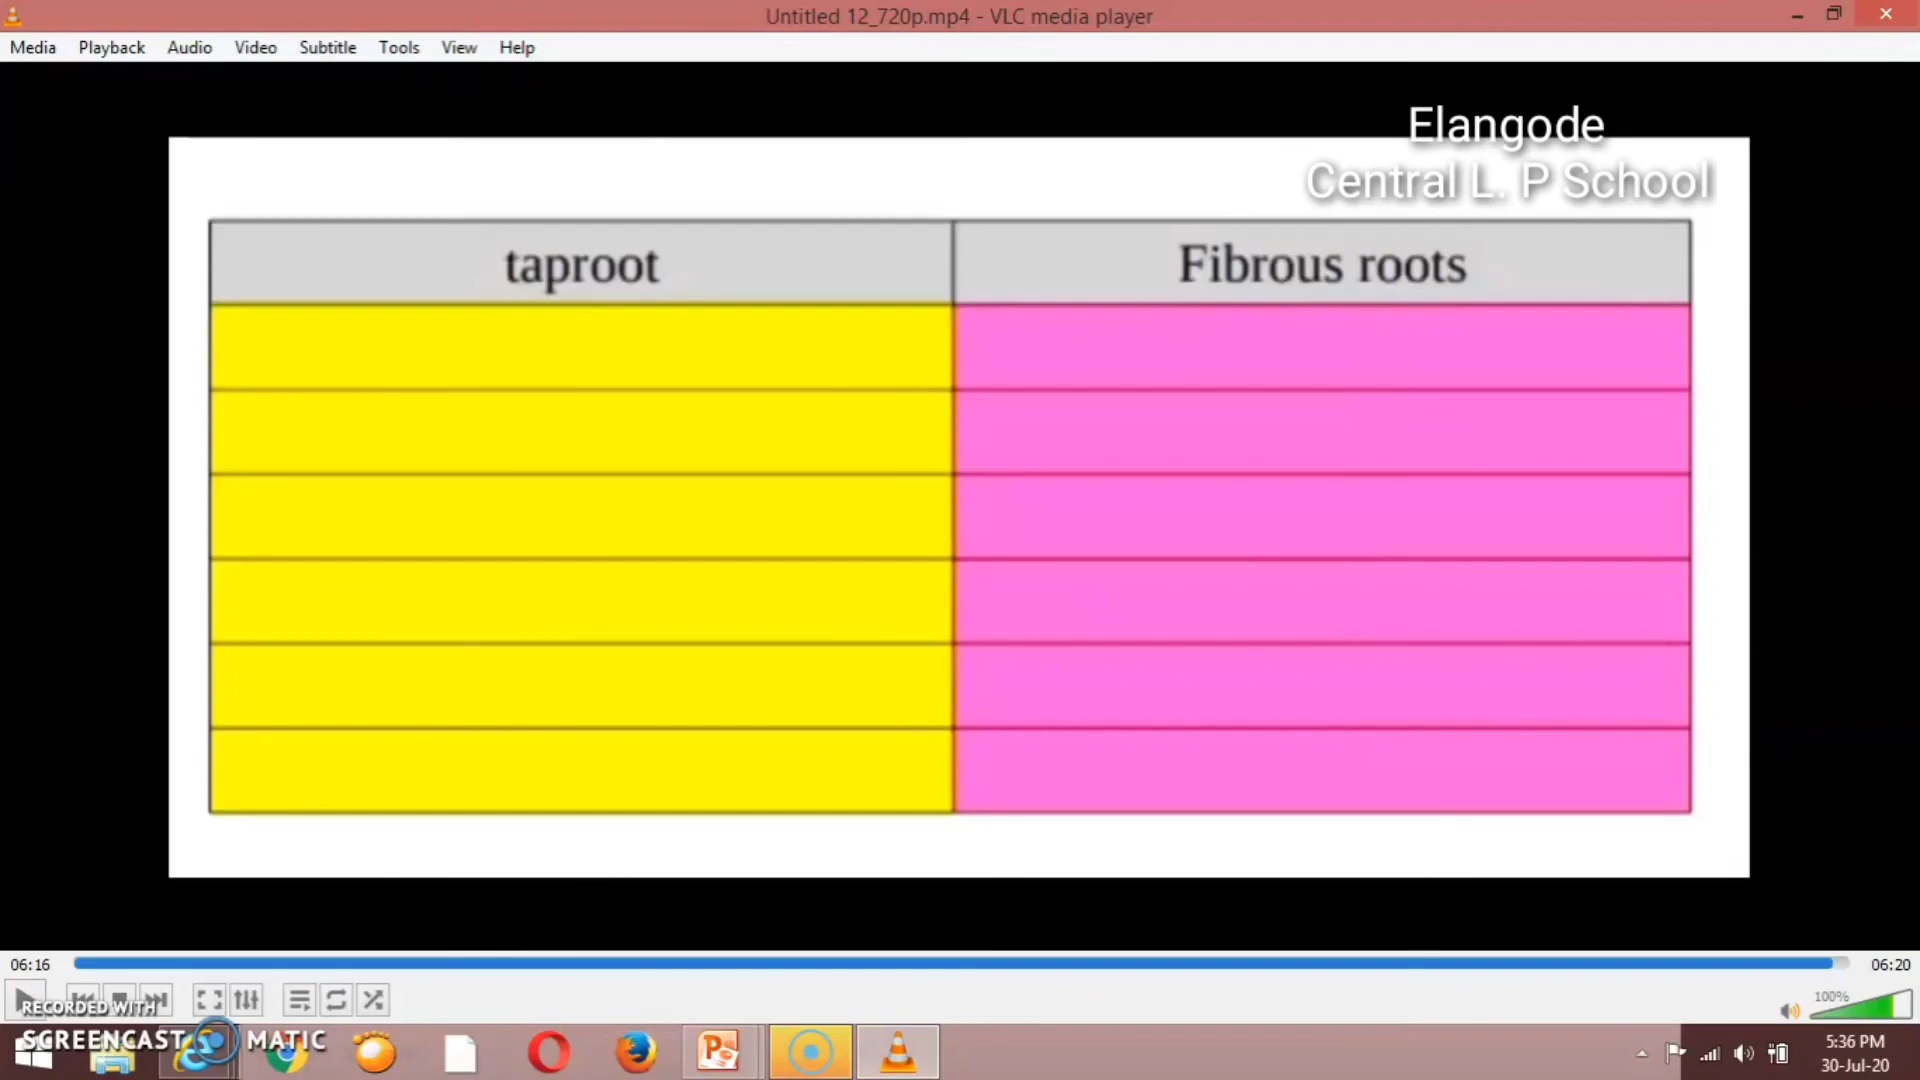 Untitled 12_720p.mp4 - VLC media player
Media Playback Audio Video Subtitle Tools View Help
Elangode
Central L. P School
taproot Fibrous roots
06:16 06:20
100%
RECORDED WITH
SCREENCAST MATIC
5:36 PM
30-Jul-20